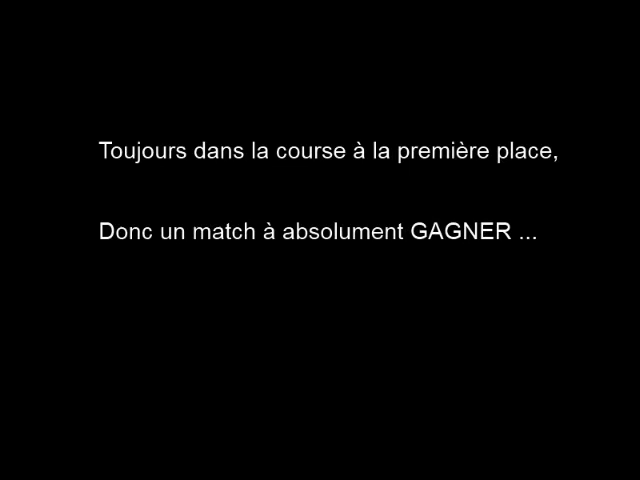 Toujours dans la course à la première place,
Donc un match à absolument GAGNER ...